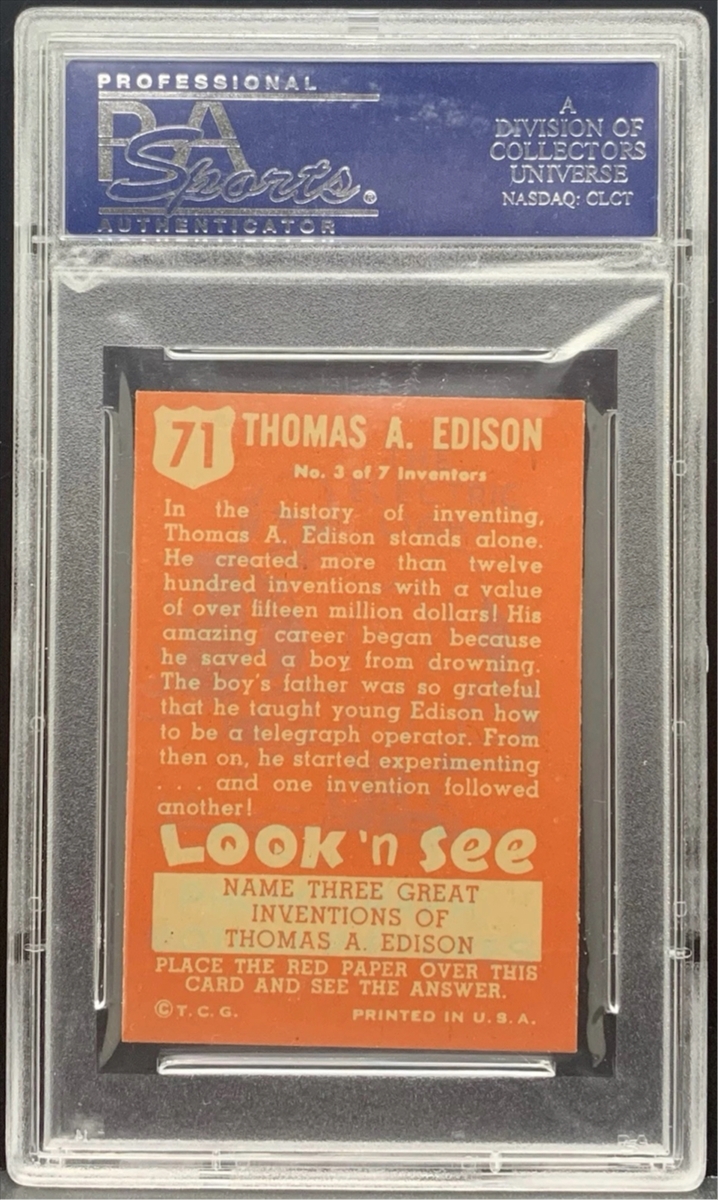 PROFESSIONAL
PSA
Sports®
AUTHENTICATOR
A
DIVISION OF
COLLECTORS
UNIVERSE
NASDAQ: CLCT
71 THOMAS A. EDISON
No. 3 of 7 Inventors
In the history of inventing,
Thomas A. Edison stands alone.
He created more than twelve
hundred inventions with a value
of over fifteen million dollars! His
amazing career began because
he saved a boy from drowning.
The boy's father was so grateful
that he taught young Edison how
to be a telegraph operator. From
then on, he started experimenting
. . . and one invention followed
another!
LOOK 'n See
NAME THREE GREAT
INVENTIONS OF
THOMAS A. EDISON
PLACE THE RED PAPER OVER THIS
CARD AND SEE THE ANSWER.
© T. C. G. PRINTED IN U. S. A.